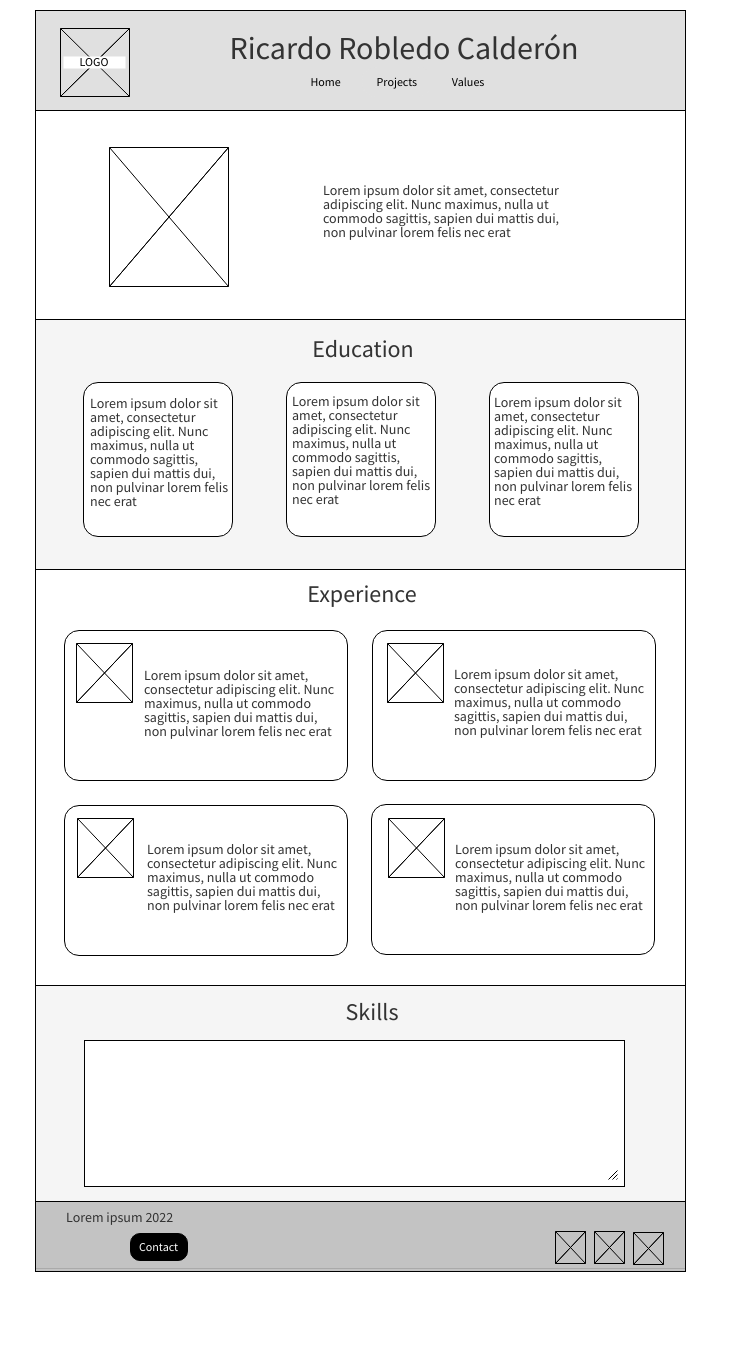 LOGO
Ricardo Robledo Calderón
Home Projects Values
Lorem ipsum dolor sit amet, consectetur
adipiscing elit. Nunc maximus, nulla ut
commodo sagittis, sapien dui mattis dui,
non pulvinar lorem felis nec erat
Education
Lorem ipsum dolor sit
amet, consectetur
adipiscing elit. Nunc
maximus, nulla ut
commodo sagittis,
sapien dui mattis dui,
non pulvinar lorem felis
nec erat
Lorem ipsum dolor sit
amet, consectetur
adipiscing elit. Nunc
maximus, nulla ut
commodo sagittis,
sapien dui mattis dui,
non pulvinar lorem felis
nec erat
Lorem ipsum dolor sit
amet, consectetur
adipiscing elit. Nunc
maximus, nulla ut
commodo sagittis,
sapien dui mattis dui,
non pulvinar lorem felis
nec erat
Experience
Lorem ipsum dolor sit amet,
consectetur adipiscing elit. Nunc
maximus, nulla ut commodo
sagittis, sapien dui mattis dui,
non pulvinar lorem felis nec erat
Lorem ipsum dolor sit amet,
consectetur adipiscing elit. Nunc
maximus, nulla ut commodo
sagittis, sapien dui mattis dui,
non pulvinar lorem felis nec erat
Lorem ipsum dolor sit amet,
consectetur adipiscing elit. Nunc
maximus, nulla ut commodo
sagittis, sapien dui mattis dui,
non pulvinar lorem felis nec erat
Lorem ipsum dolor sit amet,
consectetur adipiscing elit. Nunc
maximus, nulla ut commodo
sagittis, sapien dui mattis dui,
non pulvinar lorem felis nec erat
Skills
Lorem ipsum 2022
Contact